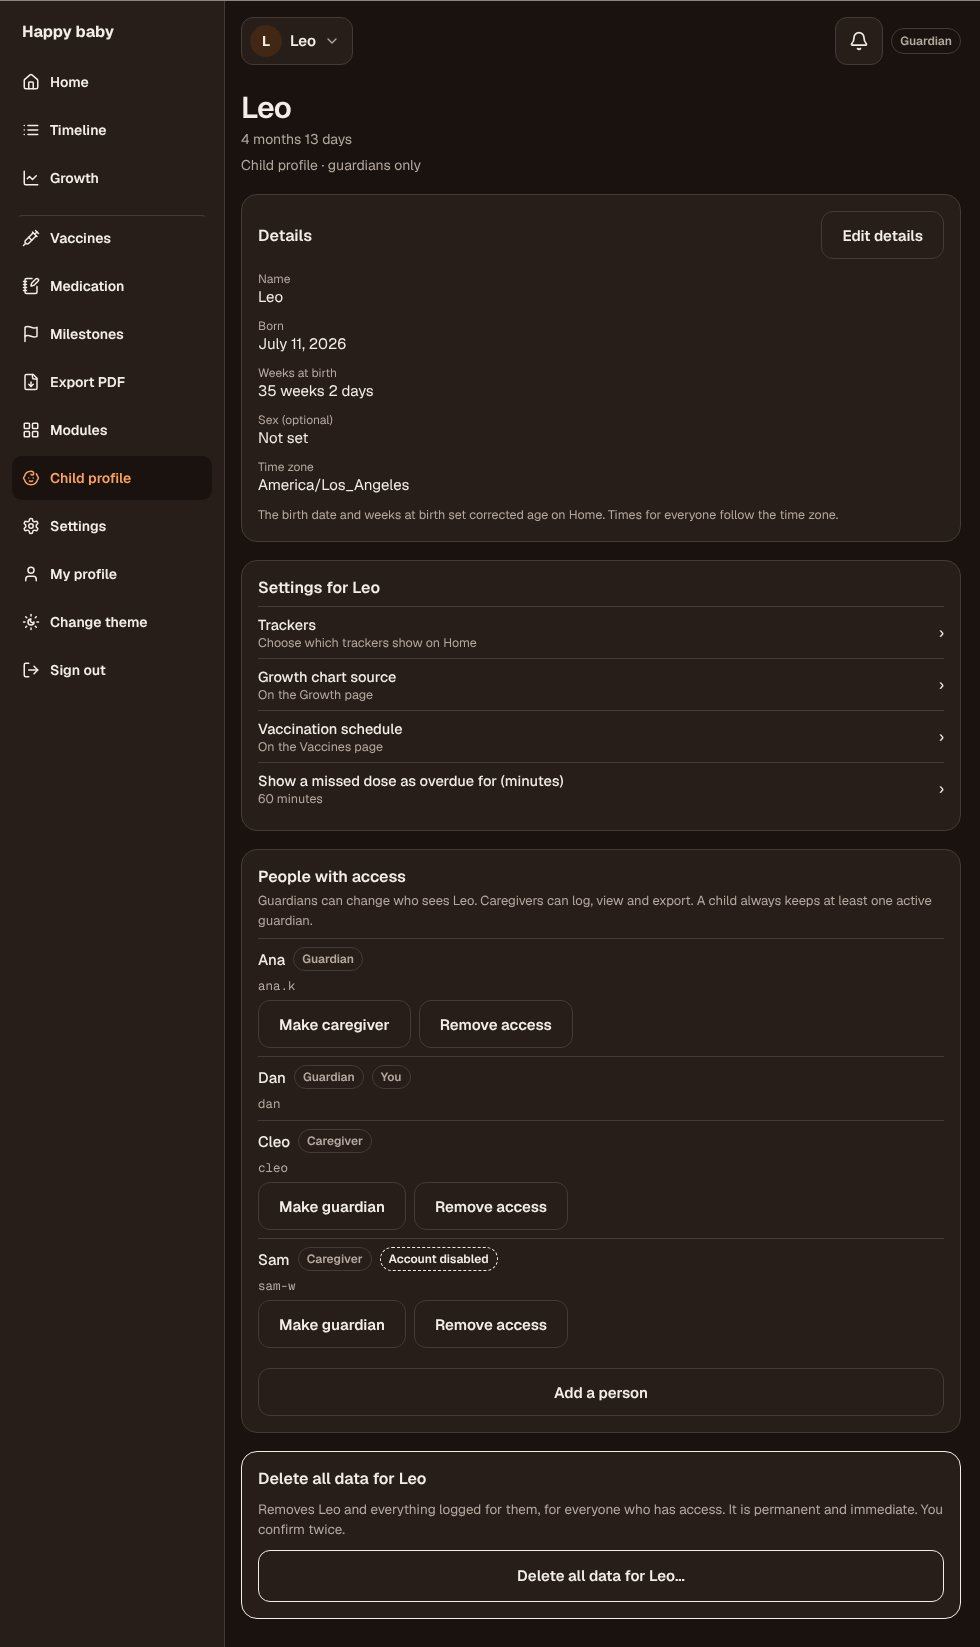 Happy baby
Home
Timeline
Growth
Vaccines
Medication
Milestones
Export PDF
Modules
Child profile
Settings
My profile
Change theme
Sign out
L Leo
Guardian
Leo
4 months 13 days
Child profile · guardians only
Details
Edit details
Name
Leo
Born
July 11, 2026
Weeks at birth
35 weeks 2 days
Sex (optional)
Not set
Time zone
America/Los_Angeles
The birth date and weeks at birth set corrected age on Home. Times for everyone follow the time zone.
Settings for Leo
Trackers
Choose which trackers show on Home
Growth chart source
On the Growth page
Vaccination schedule
On the Vaccines page
Show a missed dose as overdue for (minutes)
60 minutes
People with access
Guardians can change who sees Leo. Caregivers can log, view and export. A child always keeps at least one active
guardian.
Ana Guardian
ana.k
Make caregiver Remove access
Dan Guardian You
dan
Cleo Caregiver
cleo
Make guardian Remove access
Sam Caregiver Account disabled
sam-w
Make guardian Remove access
Add a person
Delete all data for Leo
Removes Leo and everything logged for them, for everyone who has access. It is permanent and immediate. You
confirm twice.
Delete all data for Leo...